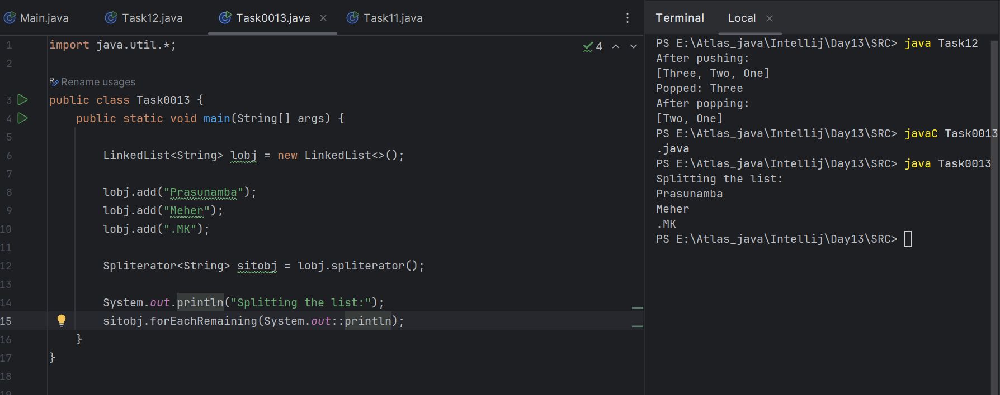 Main.java Task12.java Task0013.java Task11.java
1 import java.util.*; 4
2
Rename usages
3 public class Task0013 {
4 public static void main(String[] args) {
5
6 LinkedList<String> lobj = new LinkedList<>();
7
8 lobj.add("Prasunamba");
9 lobj.add("Meher");
10 lobj.add(".MK");
11
12 Spliterator<String> sitobj = lobj.spliterator();
13
14 System.out.println("Splitting the list:");
15 sitobj.forEachRemaining(System.out::println);
16 }
17 }
18
Terminal Local
PS E:\Atlas_java\Intellij\Day13\SRC> java Task12
After pushing:
[Three, Two, One]
Popped: Three
After popping:
[Two, One]
PS E:\Atlas_java\Intellij\Day13\SRC> javaC Task0013
.java
PS E:\Atlas_java\Intellij\Day13\SRC> java Task0013
Splitting the list:
Prasunamba
Meher
.MK
PS E:\Atlas_java\Intellij\Day13\SRC>